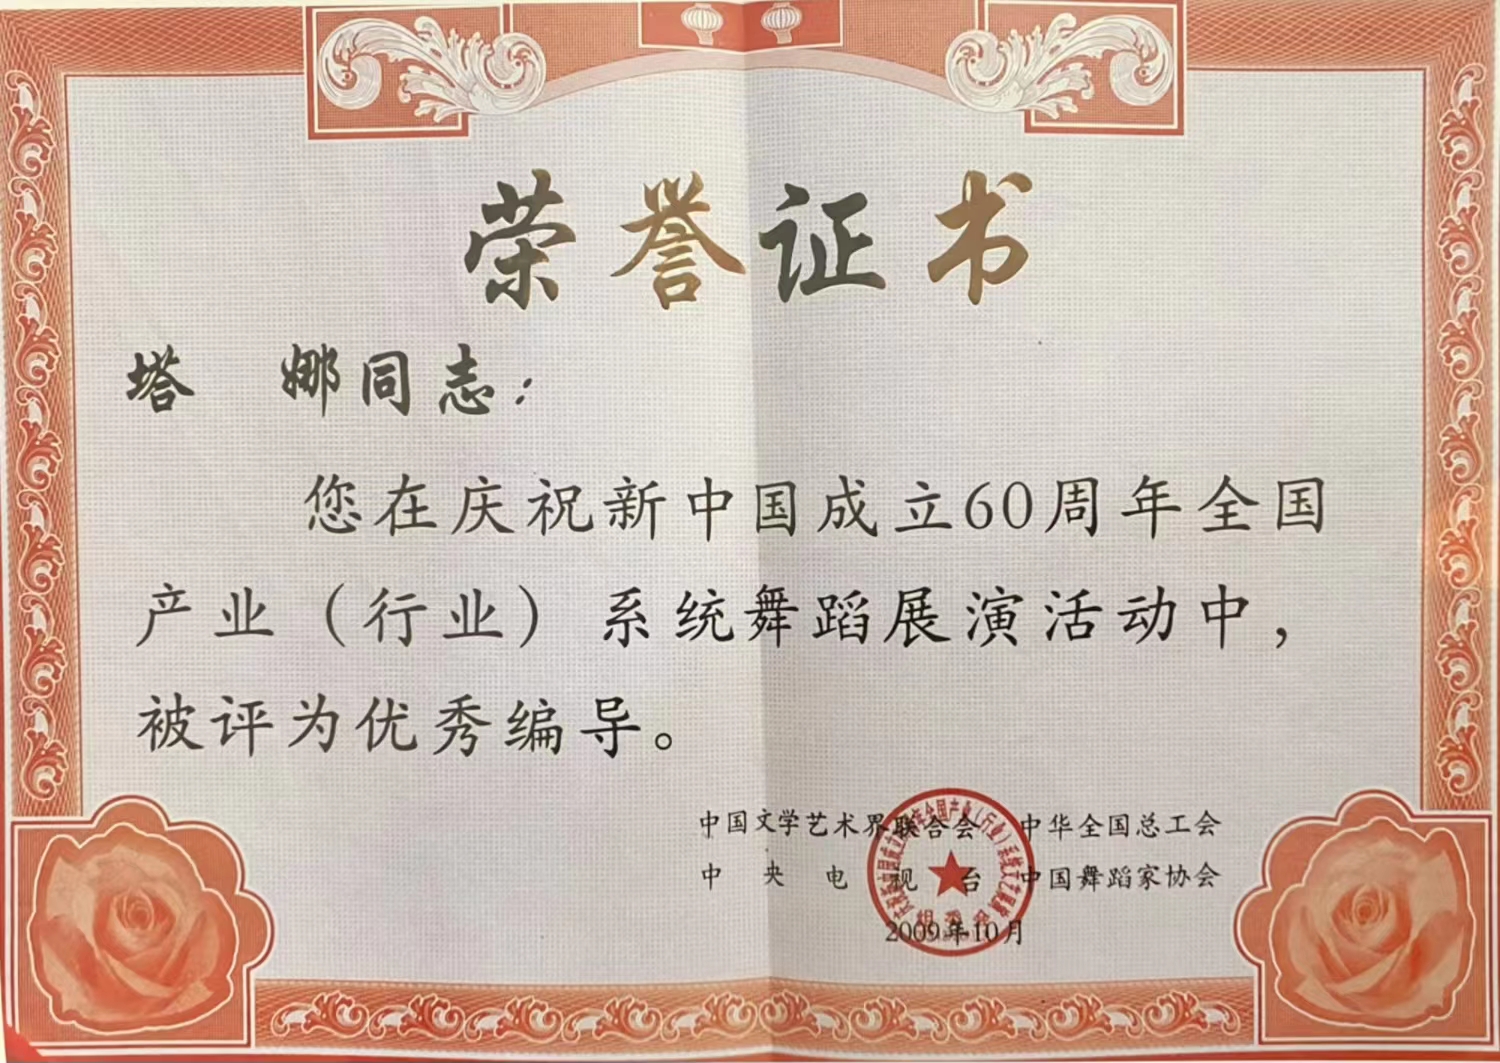 荣誉证书
塔 娜同志：
您在庆祝新中国成立60周年全国
产业（行业）系统舞蹈展演活动中，
被评为优秀编导。
中国文学艺术界联合会 中华全国总工会
中央电视台 中国舞蹈家协会
2009年10月
组委会